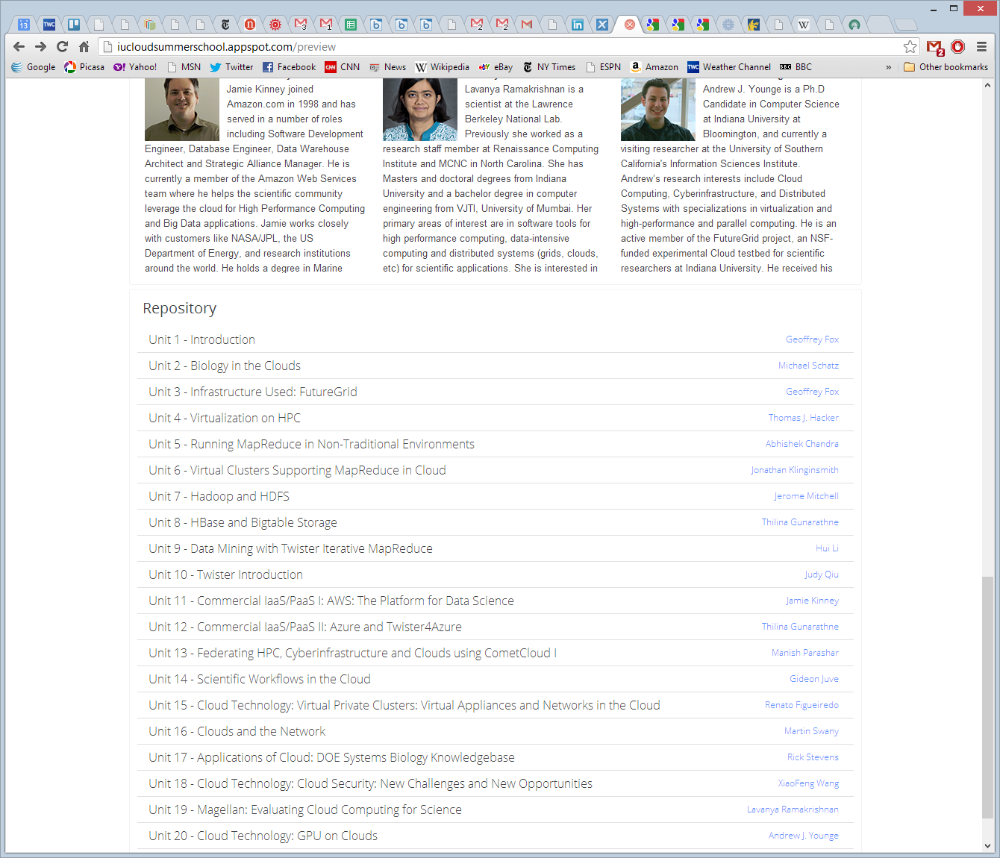 13
TWC
3
1
2
2
W
iucloudsummerschool.appspot.com/preview
2
Google
Picasa
Yahoo!
MSN
Twitter
Facebook
CNN
News
Wikipedia
eBay
NY Times
ESPN
Amazon
Weather Channel
BBC
»
Other bookmarks
Jamie Kinney joined
Amazon.com in 1998 and has
served in a number of roles
including Software Development
Engineer, Database Engineer, Data Warehouse
Architect and Strategic Alliance Manager. He is
currently a member of the Amazon Web Services
team where he helps the scientific community
leverage the cloud for High Performance Computing
and Big Data applications. Jamie works closely
with customers like NASA/JPL, the US
Department of Energy, and research institutions
around the world. He holds a degree in Marine
Lavanya Ramakrishnan is a
scientist at the Lawrence
Berkeley National Lab.
Previously she worked as a
research staff member at Renaissance Computing
Institute and MCNC in North Carolina. She has
Masters and doctoral degrees from Indiana
University and a bachelor degree in computer
engineering from VJTI, University of Mumbai. Her
primary areas of interest are in software tools for
high performance computing, data-intensive
computing and distributed systems (grids, clouds,
etc) for scientific applications. She is interested in
Andrew J. Younge is a Ph.D
Candidate in Computer Science
at Indiana University at
Bloomington, and currently a
visiting researcher at the University of Southern
California's Information Sciences Institute.
Andrew's research interests include Cloud
Computing, Cyberinfrastructure, and Distributed
Systems with specializations in virtualization and
high-performance and parallel computing. He is an
active member of the FutureGrid project, an NSF-
funded experimental Cloud testbed for scientific
researchers at Indiana University. He received his
Repository
Unit 1 - Introduction Geoffrey Fox
Unit 2 - Biology in the Clouds Michael Schatz
Unit 3 - Infrastructure Used: FutureGrid Geoffrey Fox
Unit 4 - Virtualization on HPC Thomas J. Hacker
Unit 5 - Running MapReduce in Non-Traditional Environments Abhishek Chandra
Unit 6 - Virtual Clusters Supporting MapReduce in Cloud Jonathan Klinginsmith
Unit 7 - Hadoop and HDFS Jerome Mitchell
Unit 8 - HBase and Bigtable Storage Thilina Gunarathne
Unit 9 - Data Mining with Twister Iterative MapReduce Hui Li
Unit 10 - Twister Introduction Judy Qiu
Unit 11 - Commercial IaaS/PaaS I: AWS: The Platform for Data Science Jamie Kinney
Unit 12 - Commercial IaaS/PaaS II: Azure and Twister4Azure Thilina Gunarathne
Unit 13 - Federating HPC, Cyberinfrastructure and Clouds using CometCloud I Manish Parashar
Unit 14 - Scientific Workflows in the Cloud Gideon Juve
Unit 15 - Cloud Technology: Virtual Private Clusters: Virtual Appliances and Networks in the Cloud Renato Figueiredo
Unit 16 - Clouds and the Network Martin Swany
Unit 17 - Applications of Cloud: DOE Systems Biology Knowledgebase Rick Stevens
Unit 18 - Cloud Technology: Cloud Security: New Challenges and New Opportunities XiaoFeng Wang
Unit 19 - Magellan: Evaluating Cloud Computing for Science Lavanya Ramakrishnan
Unit 20 - Cloud Technology: GPU on Clouds Andrew J. Younge